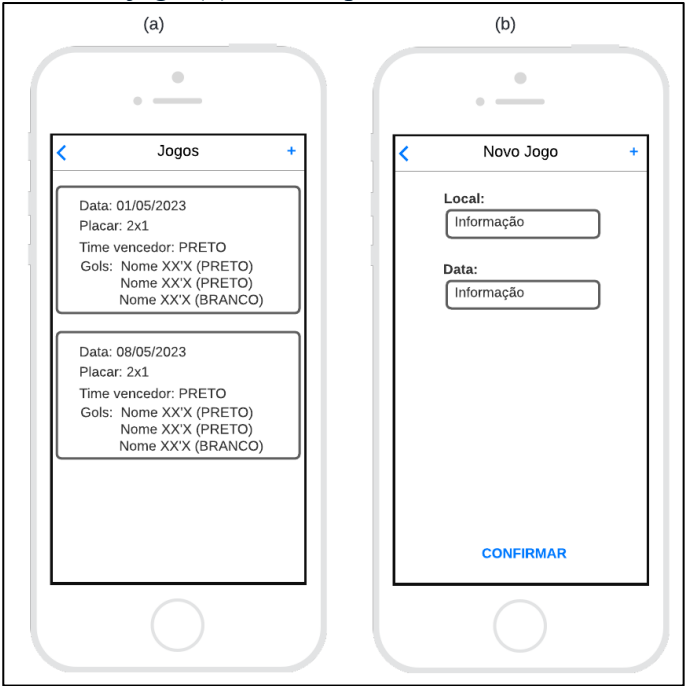 (a)
Jogos +
Data: 01/05/2023
Placar: 2x1
Time vencedor: PRETO
Gols: Nome XX'X (PRETO)
Nome XX'X (PRETO)
Nome XX'X (BRANCO)
Data: 08/05/2023
Placar: 2x1
Time vencedor: PRETO
Gols: Nome XX'X (PRETO)
Nome XX'X (PRETO)
Nome XX'X (BRANCO)
(b)
Novo Jogo +
Local:
Informação
Data:
Informação
CONFIRMAR